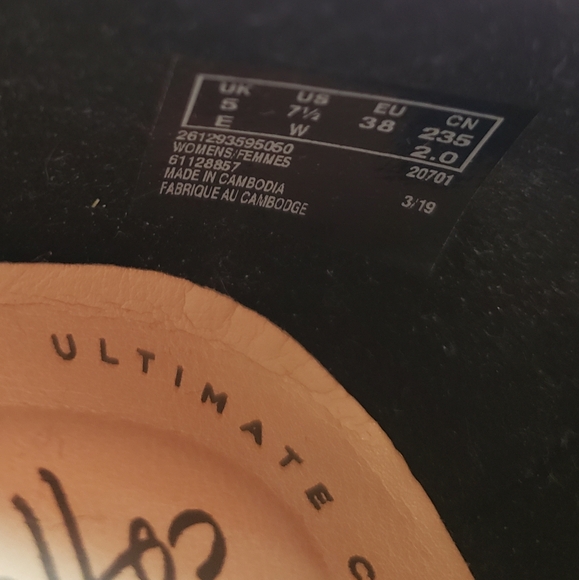 UK US EU CN
5 7½ 38 235
E W 2.0
261293595050 20701
WOMENS/FEMMES
61128857
MADE IN CAMBODIA 3/19
FABRIQUE AU CAMBODGE
ULTIMATE C